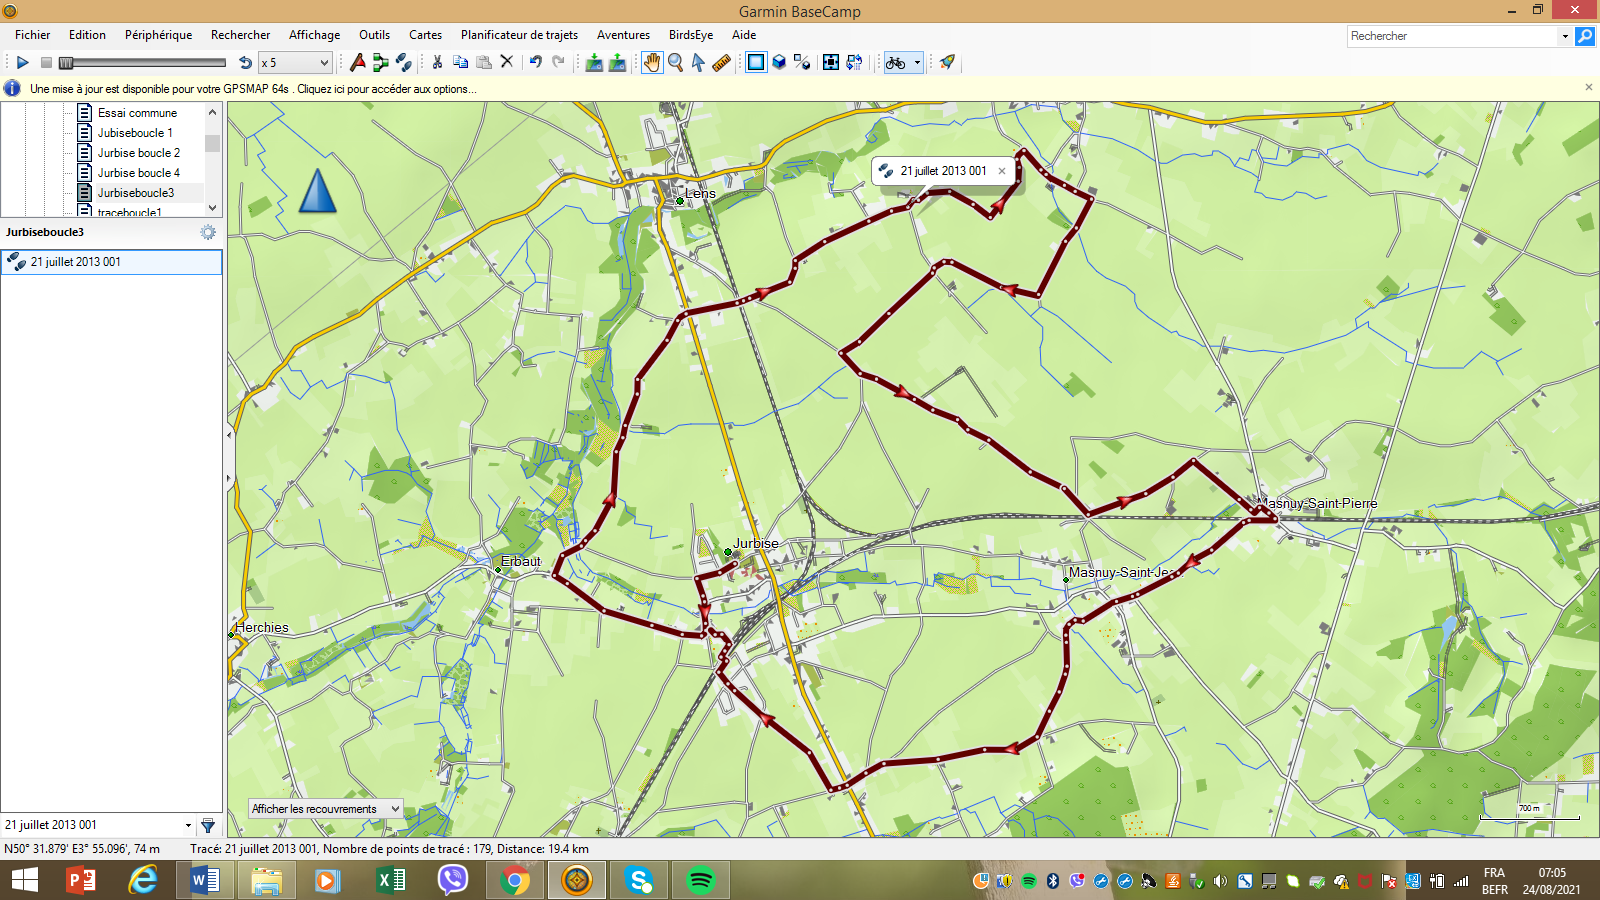 Garmin BaseCamp
Fichier Edition Périphérique Rechercher Affichage Outils Cartes Planificateur de trajets Aventures BirdsEye Aide
Rechercher
x 5
Une mise à jour est disponible pour votre GPSMAP 64s . Cliquez ici pour accéder aux options...
Essai commune
Jubiseboucle 1
Jurbise boucle 2
Jurbise boucle 4
Jurbiseboucle3
traceboucle1
Jurbiseboucle3
21 juillet 2013 001
21 juillet 2013 001
Lens
Masnuy-Saint-Pierre
Jurbise
Erbaut
Masnuy-Saint-Jea...
Herchies
Afficher les recouvrements
700 m
21 juillet 2013 001
N50° 31.879' E3° 55.096', 74 m Tracé: 21 juillet 2013 001, Nombre de points de tracé : 179, Distance: 19.4 km
FRA
BEFR
07:05
24/08/2021